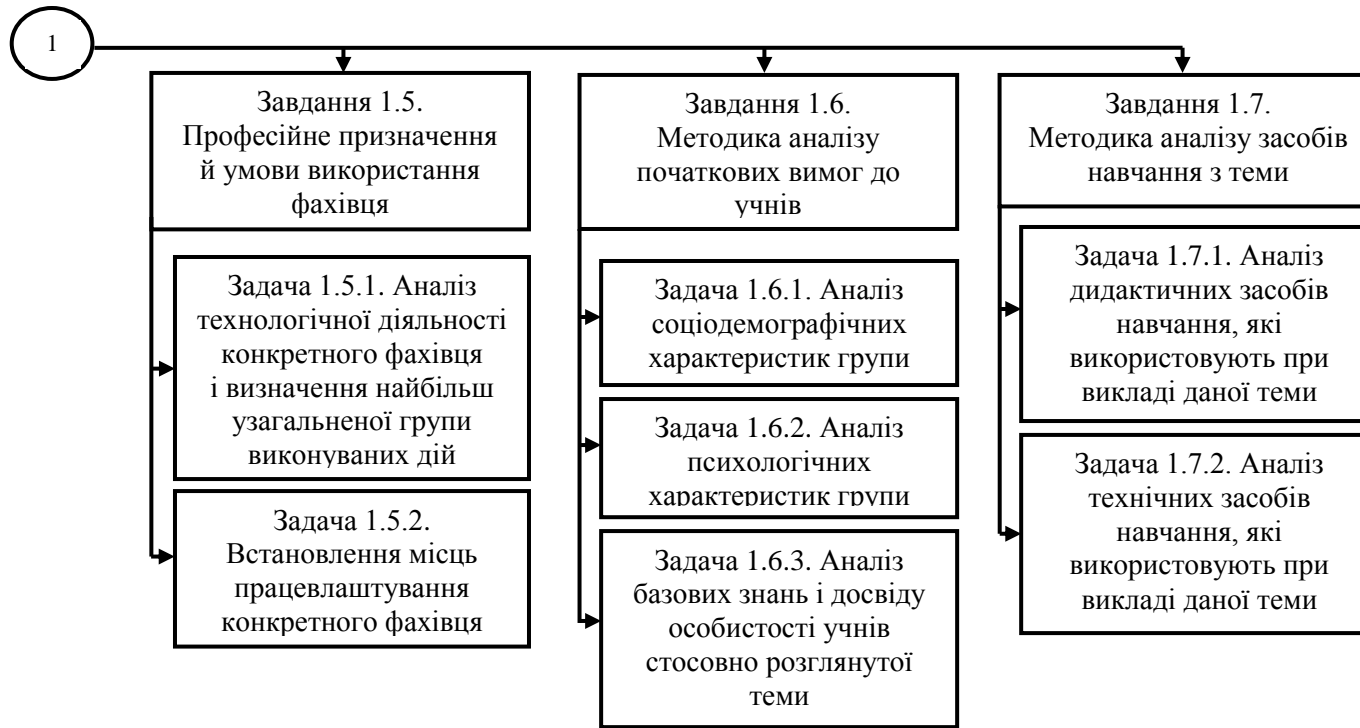 1
Завдання 1.5.
Професійне призначення
й умови використання
фахівця
Задача 1.5.1. Аналіз
технологічної діяльності
конкретного фахівця
і визначення найбільш
узагальненої групи
виконуваних дій
Задача 1.5.2.
Встановлення місць
працевлаштування
конкретного фахівця
Завдання 1.6.
Методика аналізу
початкових вимог до
учнів
Задача 1.6.1. Аналіз
соціодемографічних
характеристик групи
Задача 1.6.2. Аналіз
психологічних
характеристик групи
Задача 1.6.3. Аналіз
базових знань і досвіду
особистості учнів
стосовно розглянутої
теми
Завдання 1.7.
Методика аналізу засобів
навчання з теми
Задача 1.7.1. Аналіз
дидактичних засобів
навчання, які
використовують при
викладі даної теми
Задача 1.7.2. Аналіз
технічних засобів
навчання, які
використовують при
викладі даної теми